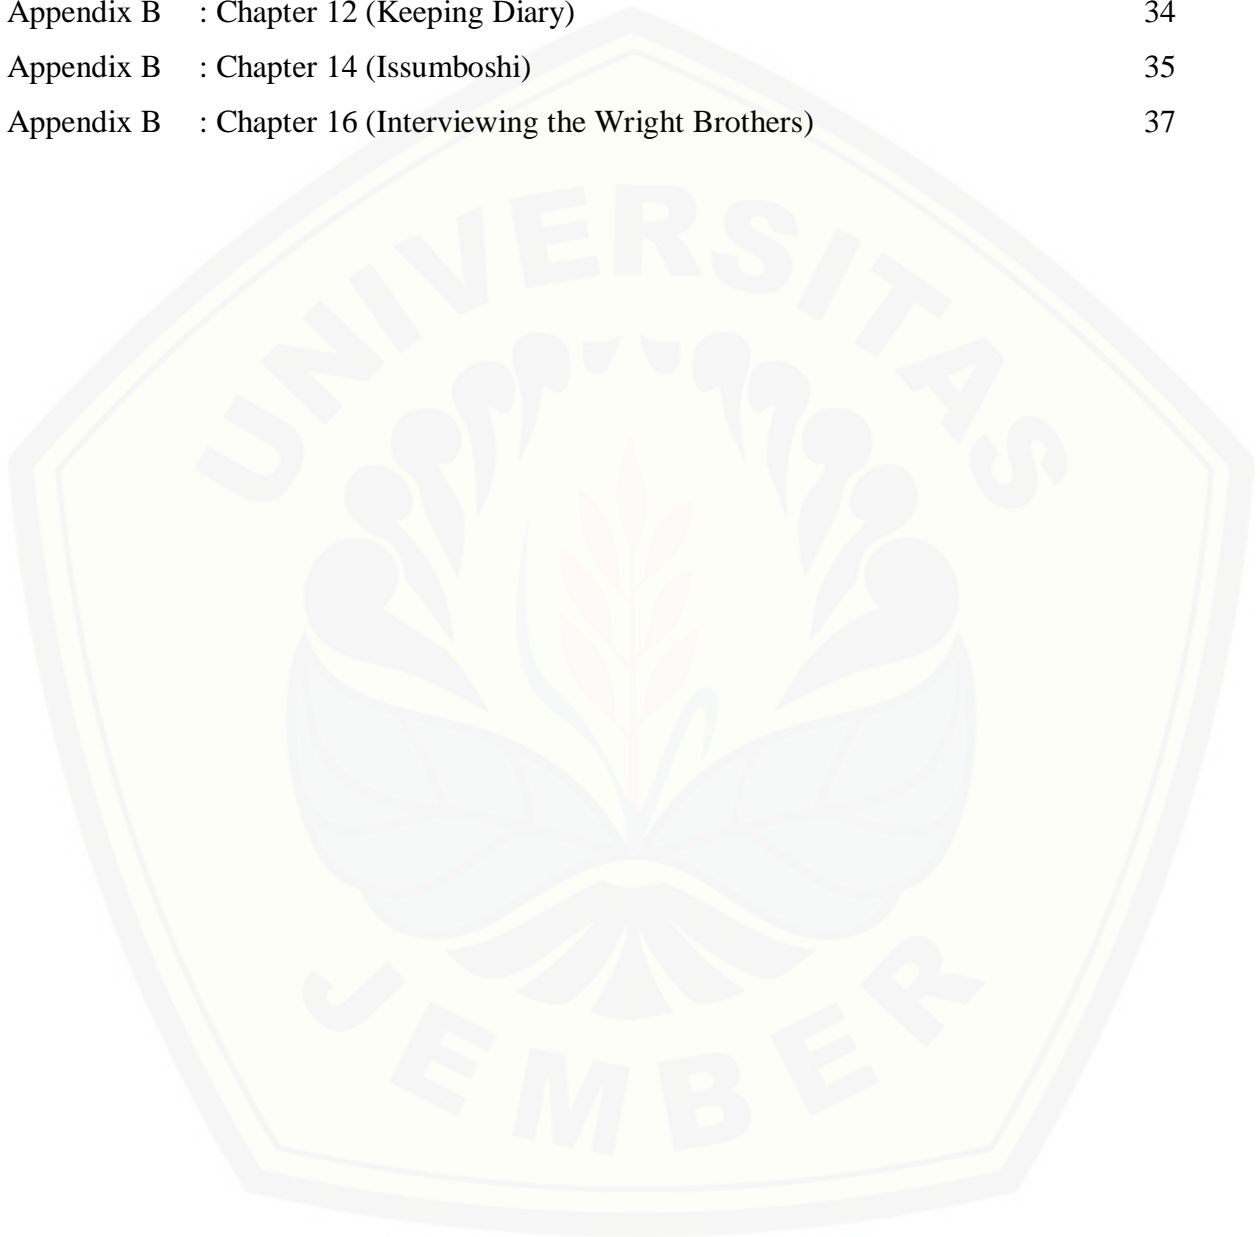 Appendix B : Chapter 12 (Keeping Diary) 34
Appendix B : Chapter 14 (Issumboshi) 35
Appendix B : Chapter 16 (Interviewing the Wright Brothers) 37
UNIVERSITAS
JEMBER